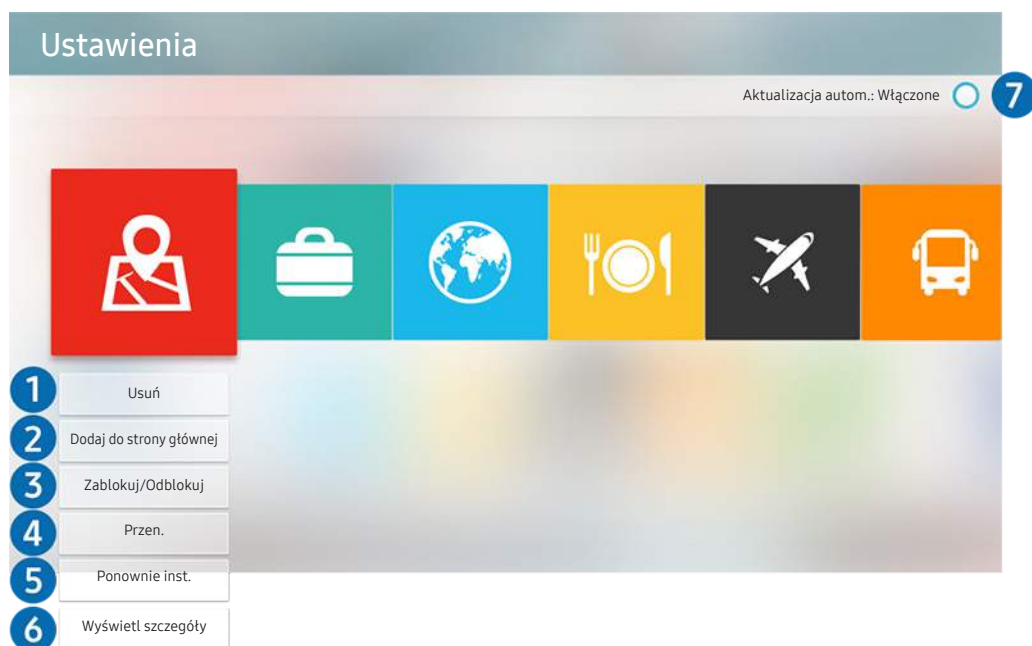 Ustawienia
Aktualizacja autom.: Włączone
7
1
Usuń
2
Dodaj do strony głównej
3
Zablokuj/Odblokuj
4
Przen.
5
Ponownie inst.
6
Wyświetl szczegóły